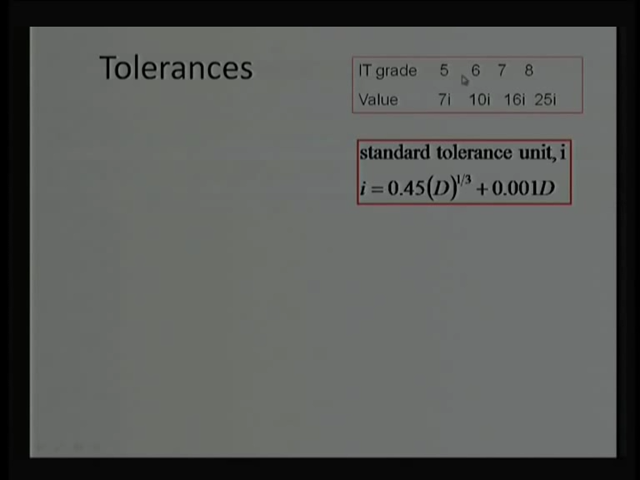 Tolerances
IT grade 5 6 7 8
Value 7i 10i 16i 25i
standard tolerance unit, i
i = 0.45(D)^1/3 + 0.001D